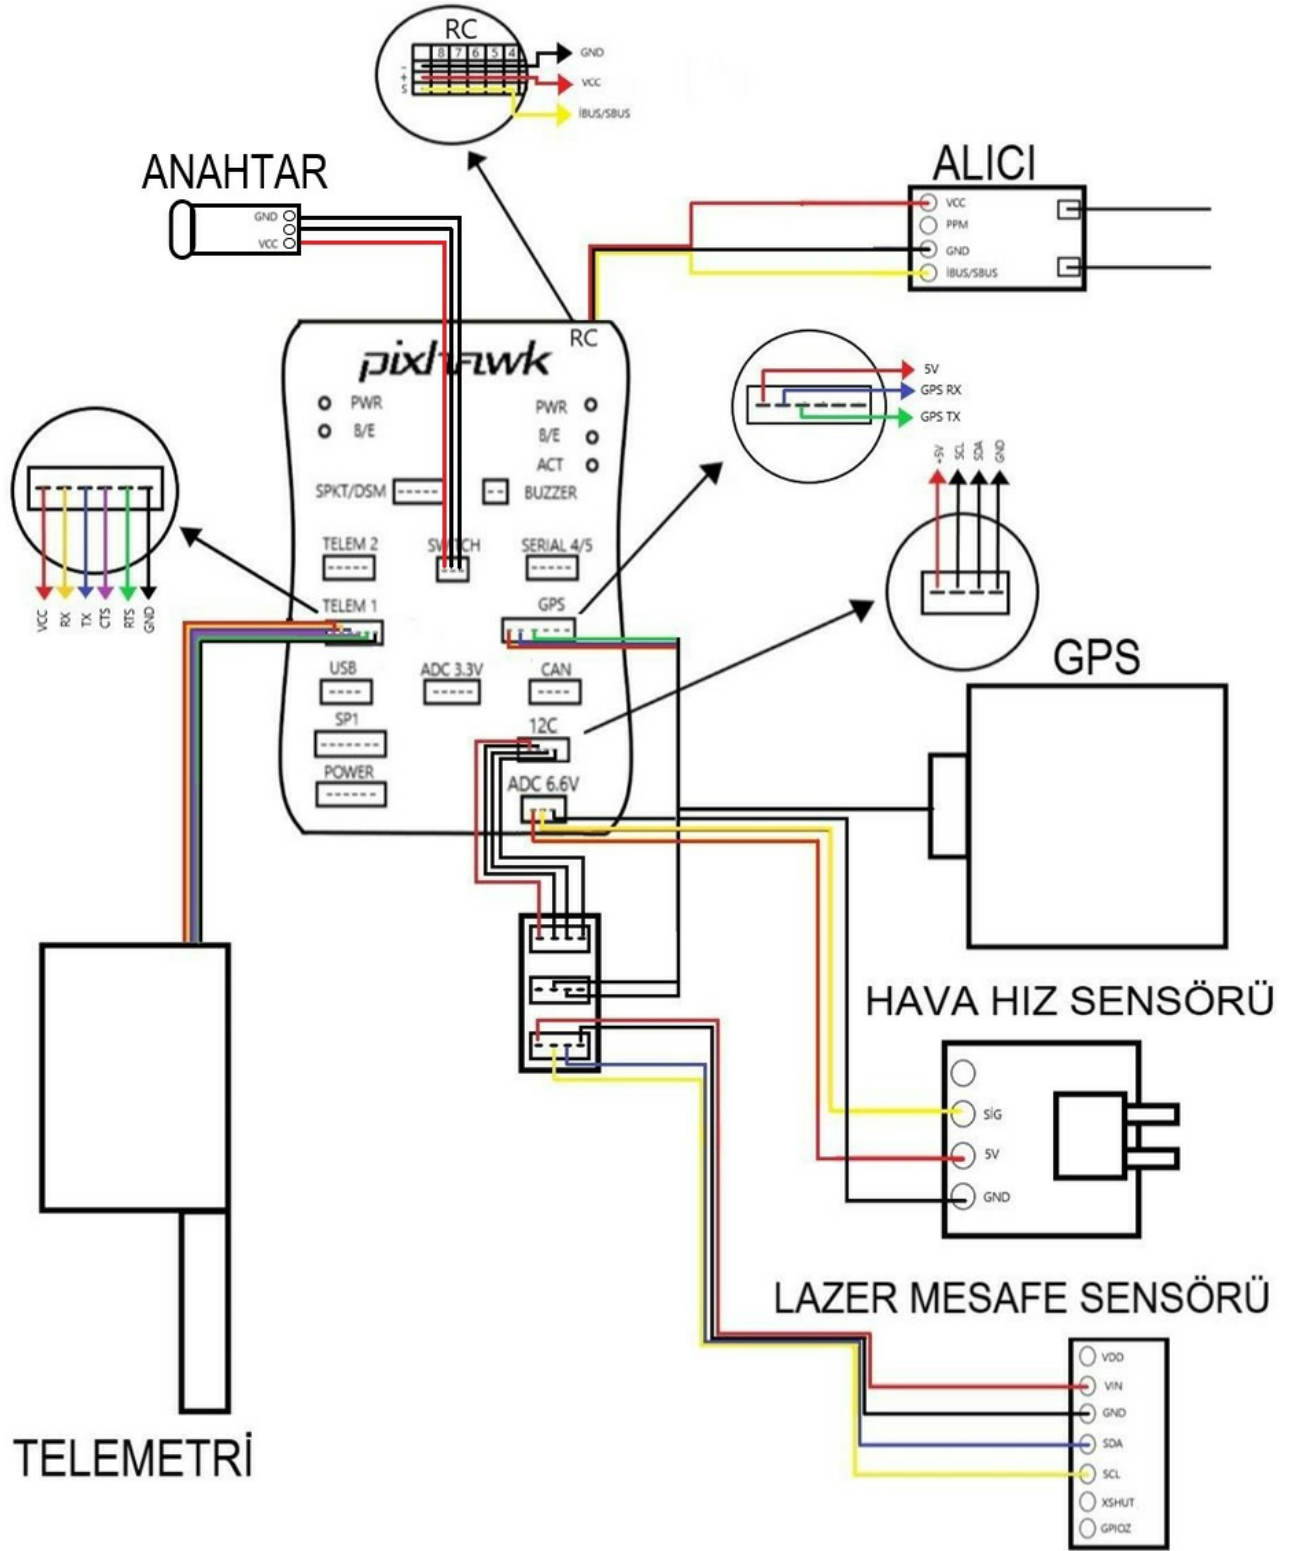 RC
8 7 6 5 4
-
+
S
GND
VCC
İBUS/SBUS
ANAHTAR
GND
VCC
ALICI
VCC
PPM
GND
İBUS/SBUS
RC
pixhawk
PWR
B/E
PWR
B/E
ACT
SPKT/DSM
BUZZER
TELEM 2
SWITCH
SERIAL 4/5
TELEM 1
GPS
USB
ADC 3.3V
CAN
SP1
12C
POWER
ADC 6.6V
5V
GPS RX
GPS TX
+5V
SCL
SDA
GND
VCC
RX
TX
CTS
RTS
GND
GPS
HAVA HIZ SENSÖRÜ
SİG
5V
GND
LAZER MESAFE SENSÖRÜ
VDD
VIN
GND
SDA
SCL
XSHUT
GPIOZ
TELEMETRİ